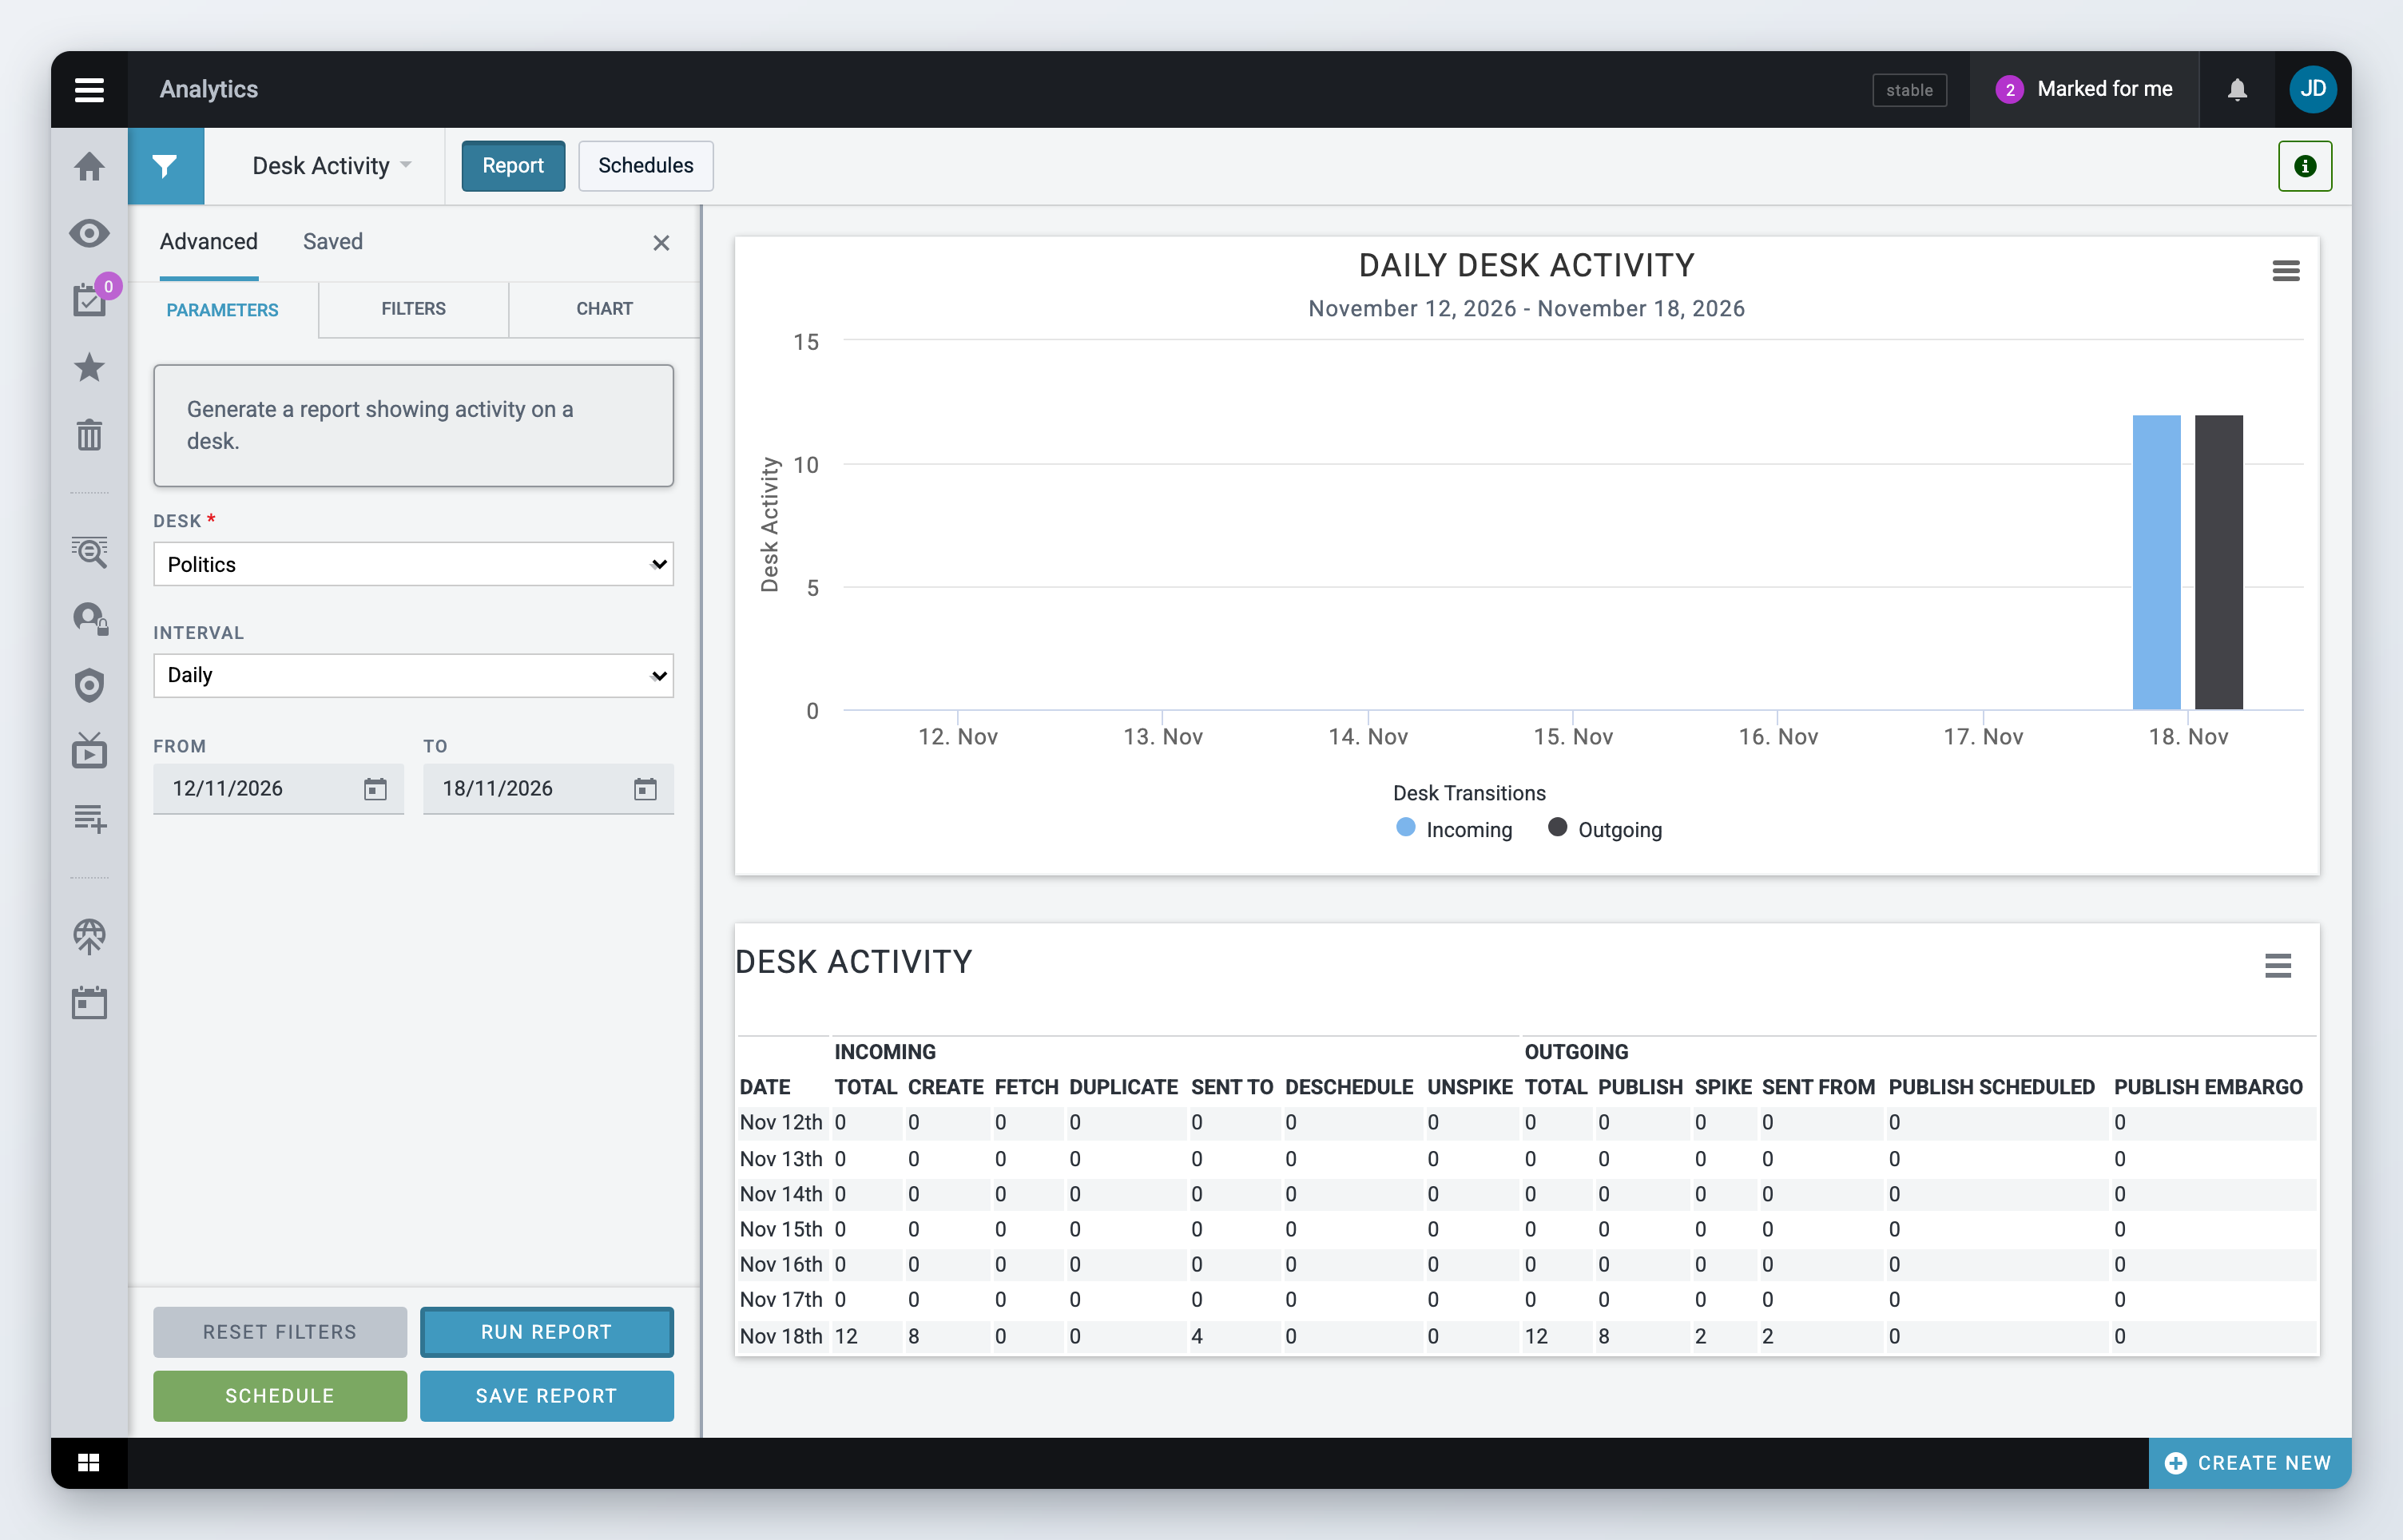 Analytics
stable
2 Marked for me
JD
Desk Activity
Report
Schedules
Advanced
Saved
0
PARAMETERS
FILTERS
CHART
Generate a report showing activity on a
desk.
DESK *
Politics
INTERVAL
Daily
FROM
TO
12/11/2026
18/11/2026
RESET FILTERS
RUN REPORT
SCHEDULE
SAVE REPORT
DAILY DESK ACTIVITY
November 12, 2026 - November 18, 2026
Desk Activity
15
10
5
0
12. Nov
13. Nov
14. Nov
15. Nov
16. Nov
17. Nov
18. Nov
Desk Transitions
Incoming
Outgoing
DESK ACTIVITY
INCOMING OUTGOING
DATE TOTAL CREATE FETCH DUPLICATE SENT TO DESCHEDULE UNSPIKE TOTAL PUBLISH SPIKE SENT FROM PUBLISH SCHEDULED PUBLISH EMBARGO
Nov 12th 0 0 0 0 0 0 0 0 0 0 0 0 0
Nov 13th 0 0 0 0 0 0 0 0 0 0 0 0 0
Nov 14th 0 0 0 0 0 0 0 0 0 0 0 0 0
Nov 15th 0 0 0 0 0 0 0 0 0 0 0 0 0
Nov 16th 0 0 0 0 0 0 0 0 0 0 0 0 0
Nov 17th 0 0 0 0 0 0 0 0 0 0 0 0 0
Nov 18th 12 8 0 0 4 0 0 12 8 2 2 0 0
CREATE NEW